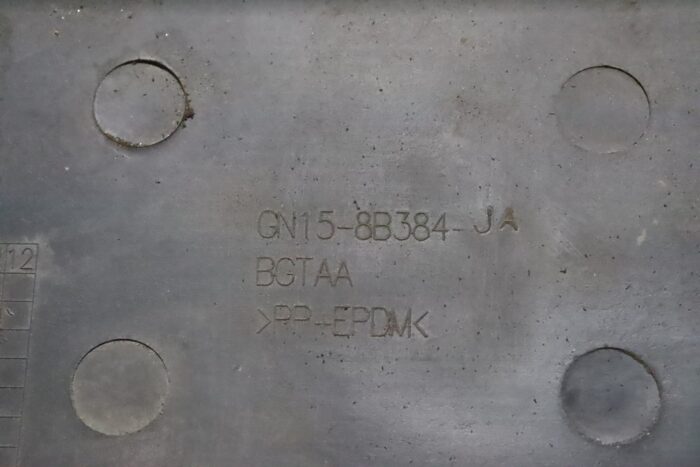 GN15-8B384-JA
BGTAA
>PP+EPDM<
12